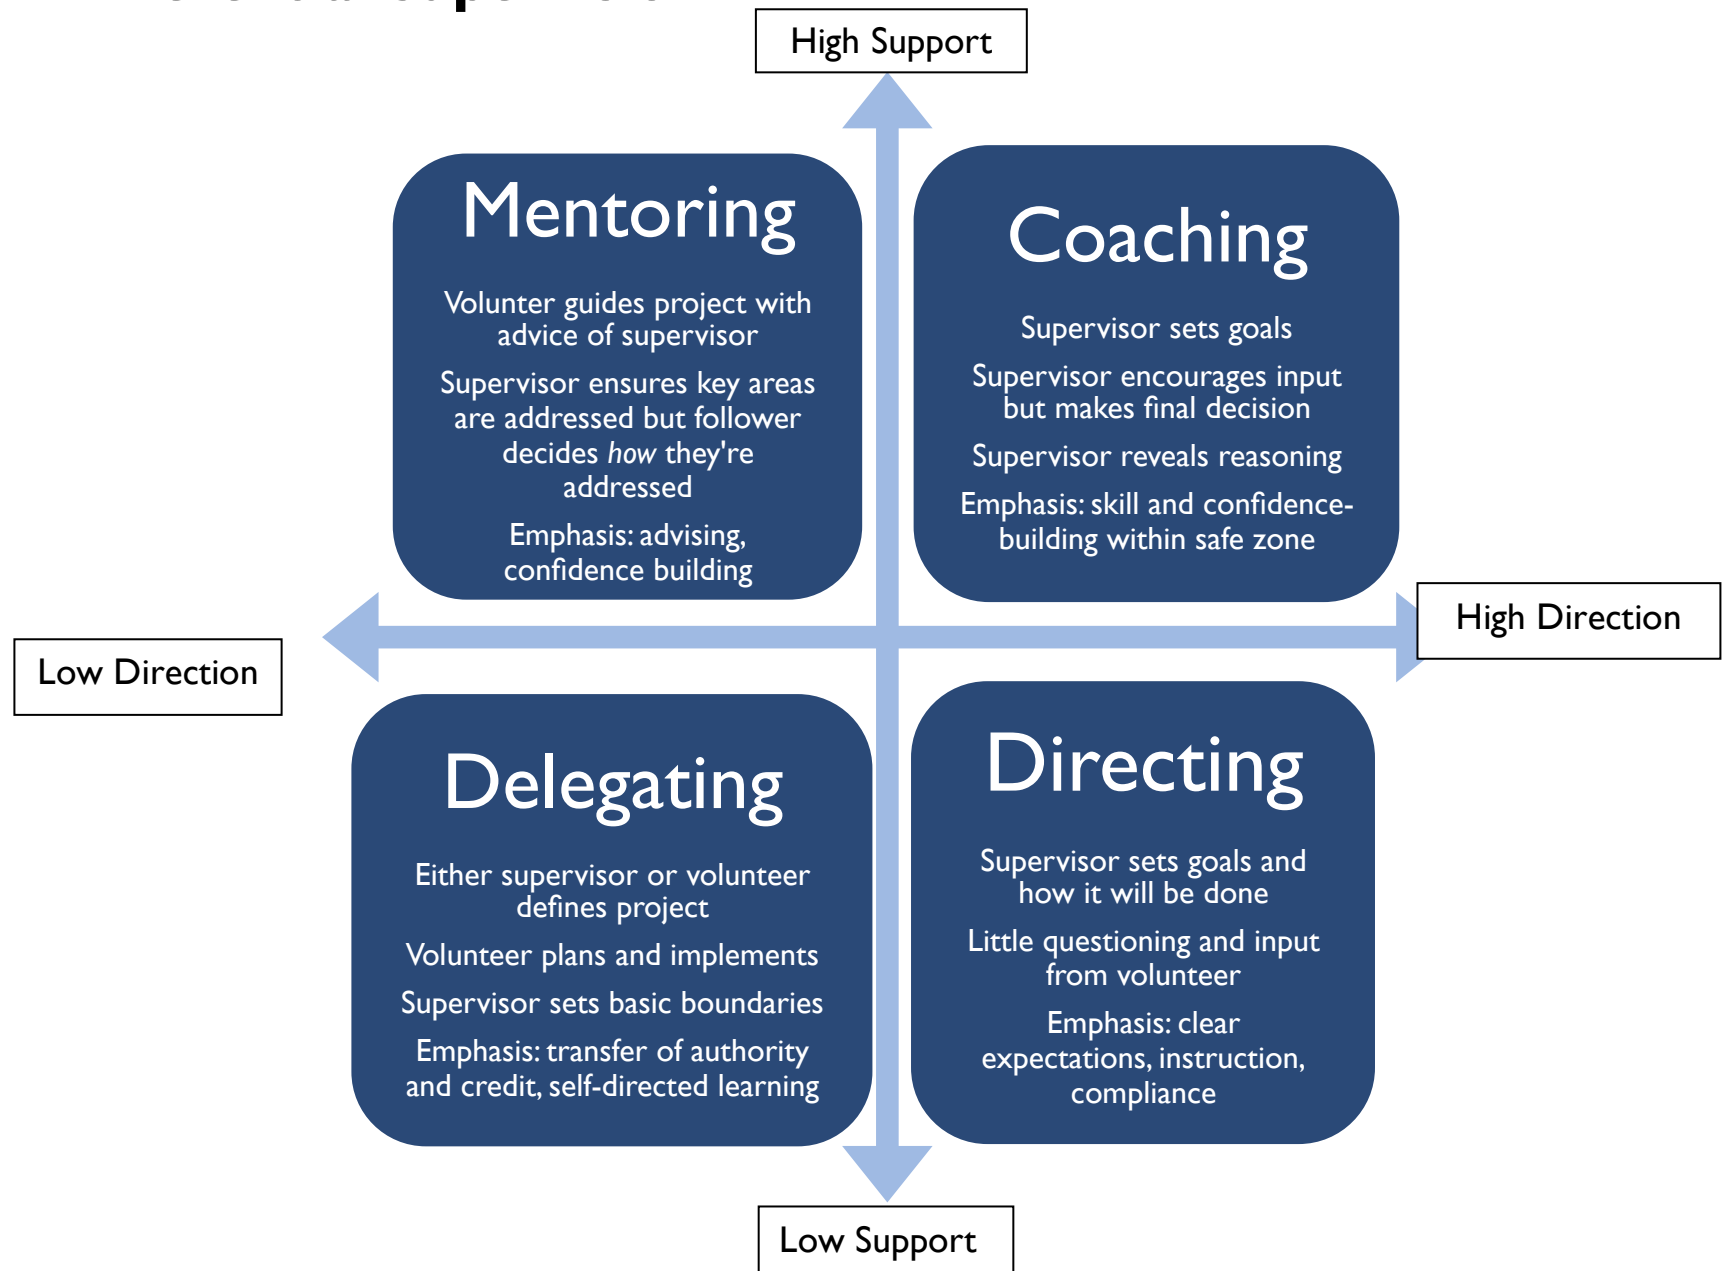 High Support
Mentoring
Volunter guides project with
advice of supervisor
Supervisor ensures key areas
are addressed but follower
decides how they're
addressed
Emphasis: advising,
confidence building
Coaching
Supervisor sets goals
Supervisor encourages input
but makes final decision
Supervisor reveals reasoning
Emphasis: skill and confidence-
building within safe zone
Low Direction
High Direction
Delegating
Either supervisor or volunteer
defines project
Volunteer plans and implements
Supervisor sets basic boundaries
Emphasis: transfer of authority
and credit, self-directed learning
Directing
Supervisor sets goals and
how it will be done
Little questioning and input
from volunteer
Emphasis: clear
expectations, instruction,
compliance
Low Support